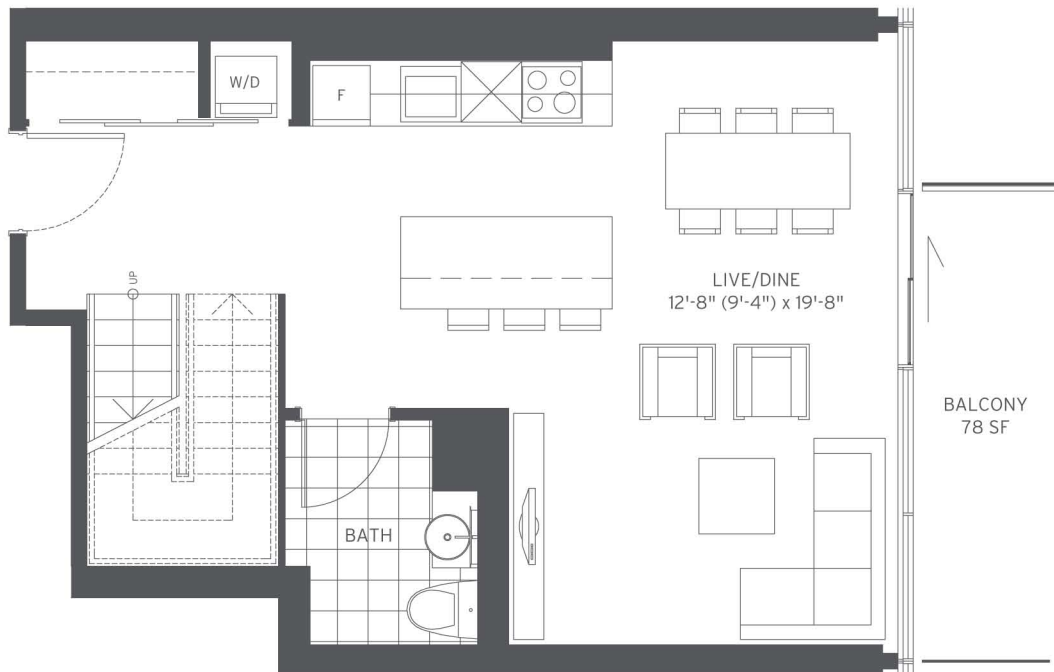 W/D
F
UP
LIVE/DINE
12'-8" (9'-4") x 19'-8"
BALCONY
78 SF
BATH